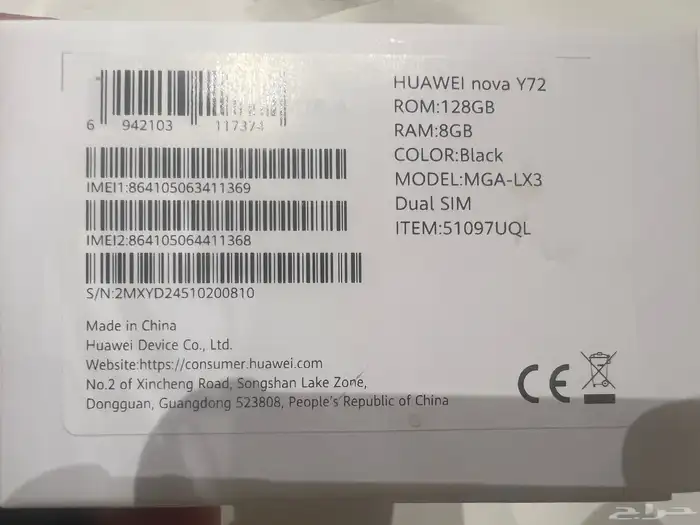 6 942103 117374
IMEI1:864105063411369
IMEI2:864105064411368
S/N:2MXYD24510200810
Made in China
Huawei Device Co., Ltd.
Website:https://consumer.huawei.com
No.2 of Xincheng Road, Songshan Lake Zone,
Dongguan, Guangdong 523808, People's Republic of China
HUAWEI nova Y72
ROM:128GB
RAM:8GB
COLOR:Black
MODEL:MGA-LX3
Dual SIM
ITEM:51097UQL
CE
حراج